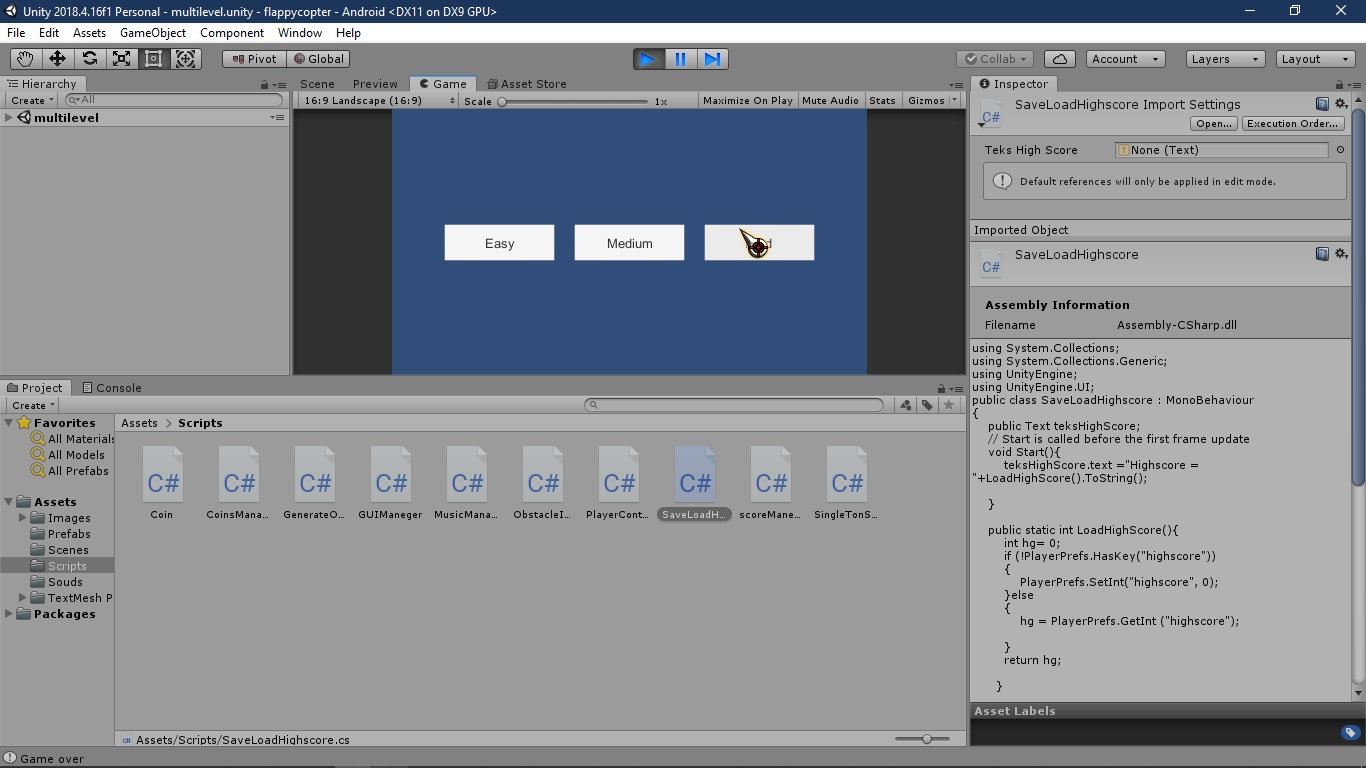 Unity 2018.4.16f1 Personal - multilevel.unity - flappycopter - Android <DX11 on DX9 GPU>
File Edit Assets GameObject Component Window Help
Pivot Global Collab Account Layers Layout
Hierarchy
Create All
multilevel
Scene Preview Game Asset Store
16:9 Landscape (16:9) Scale 1x Maximize On Play Mute Audio Stats Gizmos
Easy Medium
Project Console
Create
Favorites
All Materials
All Models
All Prefabs
Assets
Images
Prefabs
Scenes
Scripts
Souds
TextMesh P
Packages
Assets > Scripts
C# C# C# C# C# C# C# C# C# C#
Coin CoinsMana... GenerateO... GUIManeger MusicMana... ObstacleI... PlayerCont... SaveLoadH... scoreMane... SingleTonS...
Assets/Scripts/SaveLoadHighscore.cs
Inspector
C# SaveLoadHighscore Import Settings
Open... Execution Order...
Teks High Score None (Text)
Default references will only be applied in edit mode.
Imported Object
C# SaveLoadHighscore
Assembly Information
Filename Assembly-CSharp.dll
using System.Collections;
using System.Collections.Generic;
using UnityEngine;
using UnityEngine.UI;
public class SaveLoadHighscore : MonoBehaviour
{
public Text teksHighScore;
// Start is called before the first frame update
void Start(){
teksHighScore.text ="Highscore =
"+LoadHighScore().ToString();
}
public static int LoadHighScore(){
int hg= 0;
if (!PlayerPrefs.HasKey("highscore"))
{
PlayerPrefs.SetInt("highscore", 0);
}else
{
hg = PlayerPrefs.GetInt ("highscore");
}
return hg;
}
Asset Labels
Game over